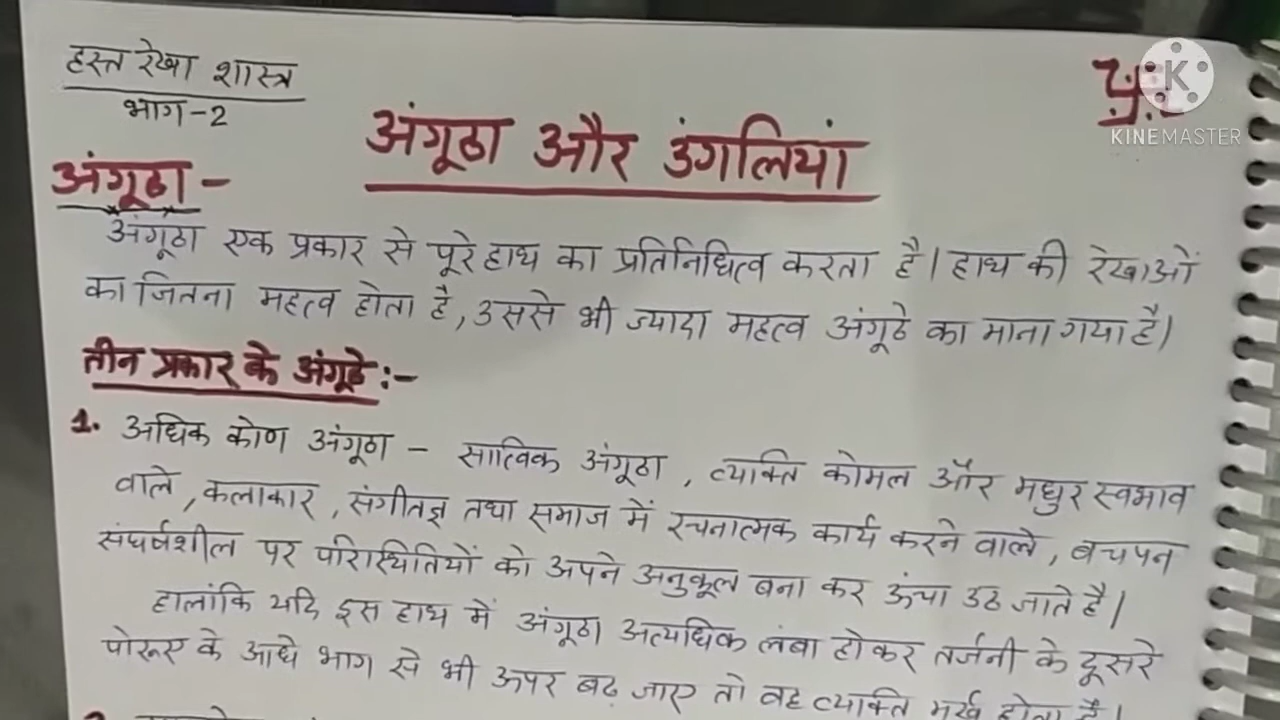 हस्त रेखा शास्त्र
भाग-2
KINEMASTER
अंगूठा और उंगलियां
अंगूठा -
अंगूठा एक प्रकार से पूरे हाथ का प्रतिनिधित्व करता है। हाथ की रेखाओं
का जितना महत्व होता है, उससे भी ज्यादा महत्व अंगूठे का माना गया है।
तीन प्रकार के अंगूठे:-
1. अधिक कोण अंगूठा - सात्विक अंगूठा, व्यक्ति कोमल और मधुर स्वभाव
वाले, कलाकार, संगीतज्ञ तथा समाज में रचनात्मक कार्य करने वाले, बचपन
संघर्षशील पर परिस्थितियों को अपने अनुकूल बना कर ऊंचा उठ जाते है।
हालांकि यदि इस हाथ में अंगूठा अत्यधिक लंबा होकर तर्जनी के दूसरे
पोरूए के आधे भाग से भी ऊपर बढ़ जाए तो वह व्यक्ति मूर्ख होता है।